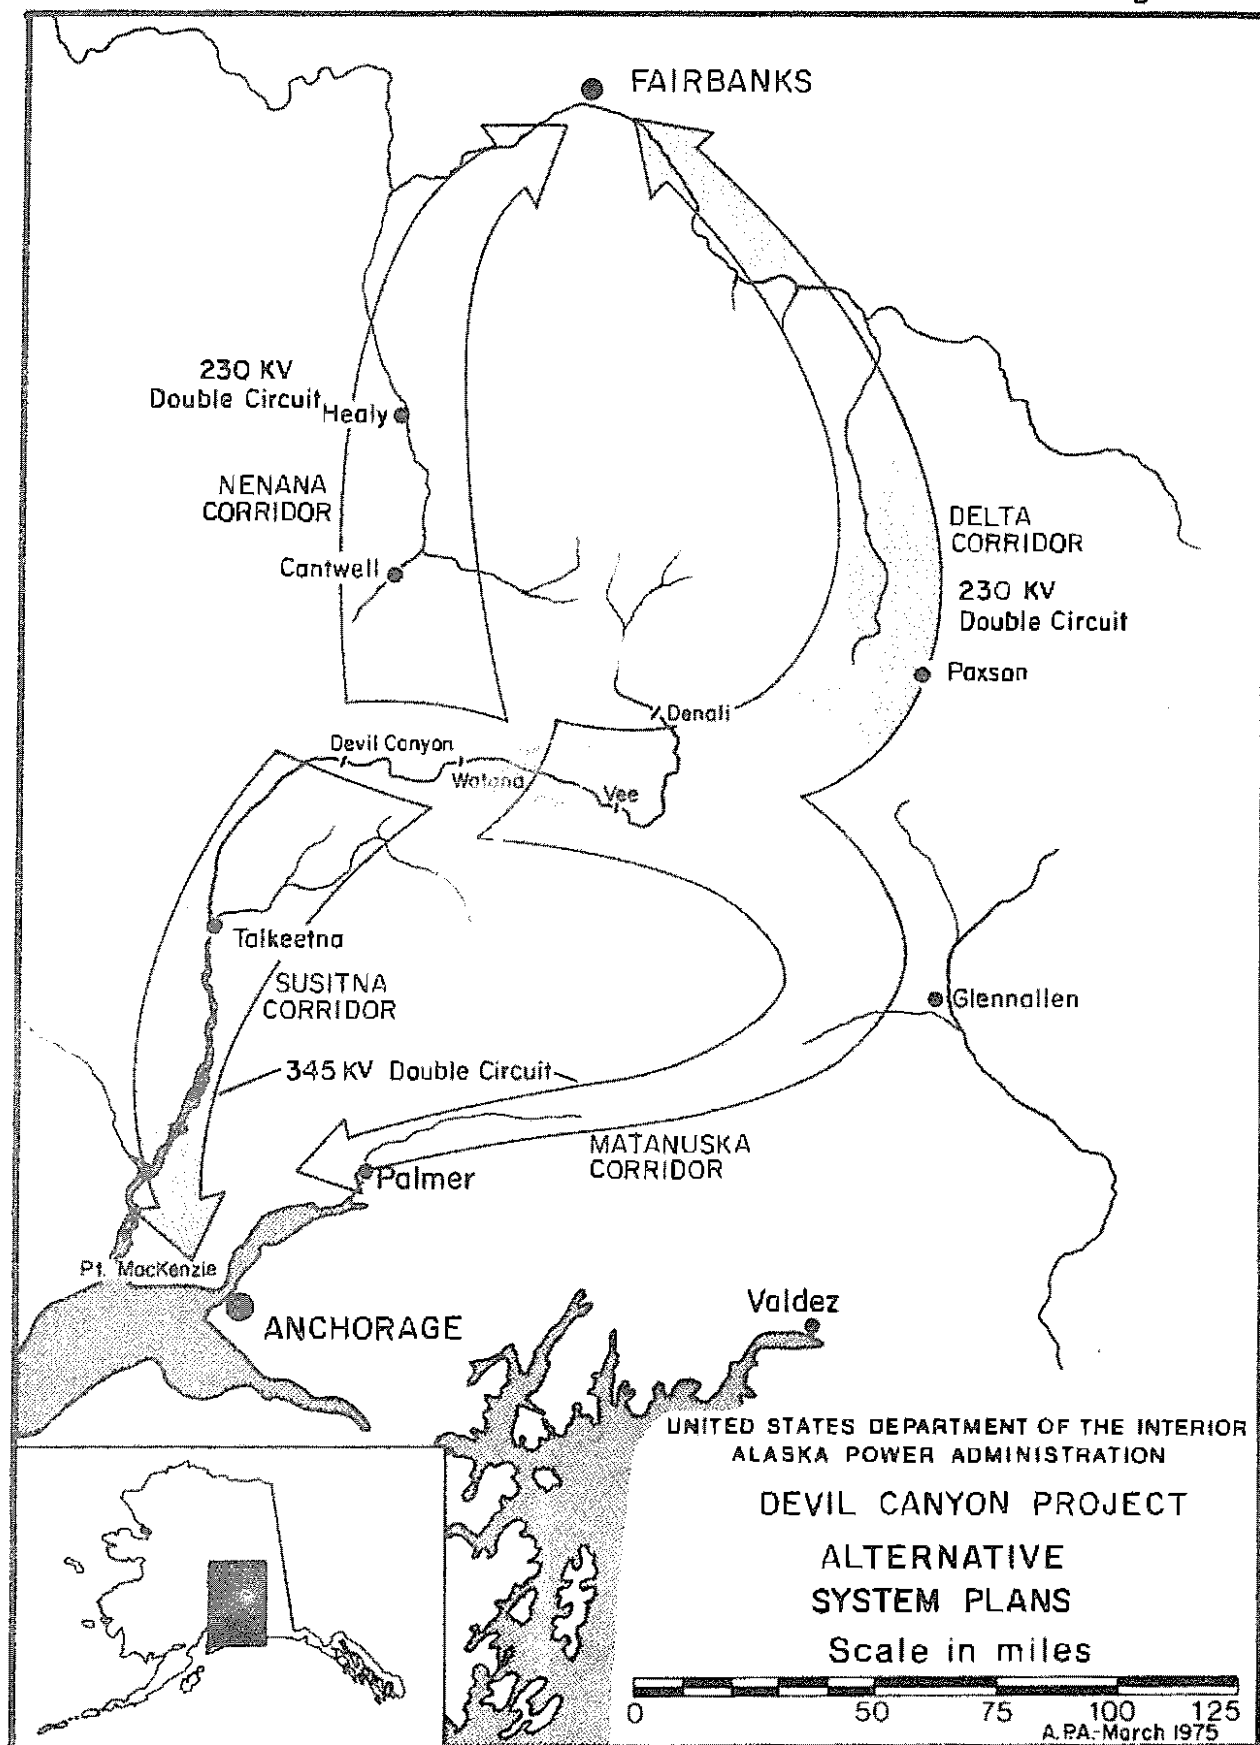 FAIRBANKS
230 KV
Double Circuit
Healy
NENANA
CORRIDOR
Cantwell
DELTA
CORRIDOR
230 KV
Double Circuit
Paxson
Denali
Devil Canyon
Watana
Vee
Talkeetna
SUSITNA
CORRIDOR
Glennallen
345 KV Double Circuit
MATANUSKA
CORRIDOR
Palmer
Pt. MacKenzie
ANCHORAGE
Valdez
UNITED STATES DEPARTMENT OF THE INTERIOR
ALASKA POWER ADMINISTRATION
DEVIL CANYON PROJECT
ALTERNATIVE
SYSTEM PLANS
Scale in miles
0 50 75 100 125
A.P.A.-March 1975